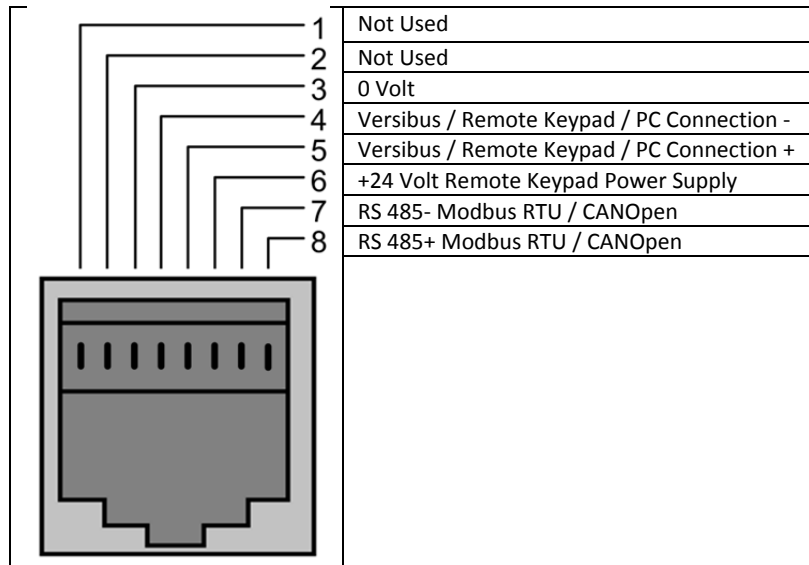 1 Not Used
2 Not Used
3 0 Volt
4 Versibus / Remote Keypad / PC Connection -
5 Versibus / Remote Keypad / PC Connection +
6 +24 Volt Remote Keypad Power Supply
7 RS 485- Modbus RTU / CANOpen
8 RS 485+ Modbus RTU / CANOpen